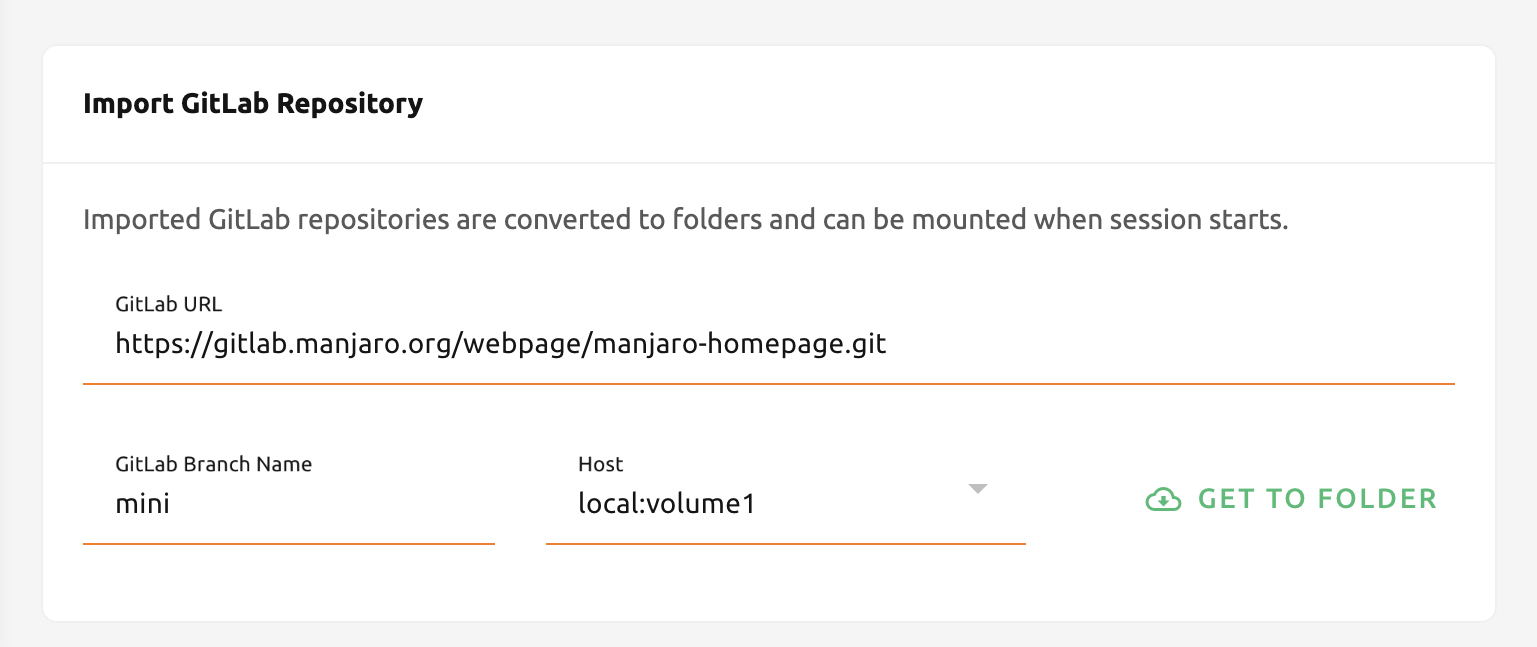 Import GitLab Repository
Imported GitLab repositories are converted to folders and can be mounted when session starts.
GitLab URL
https://gitlab.manjaro.org/webpage/manjaro-homepage.git
GitLab Branch Name
mini
Host
local:volume1
GET TO FOLDER